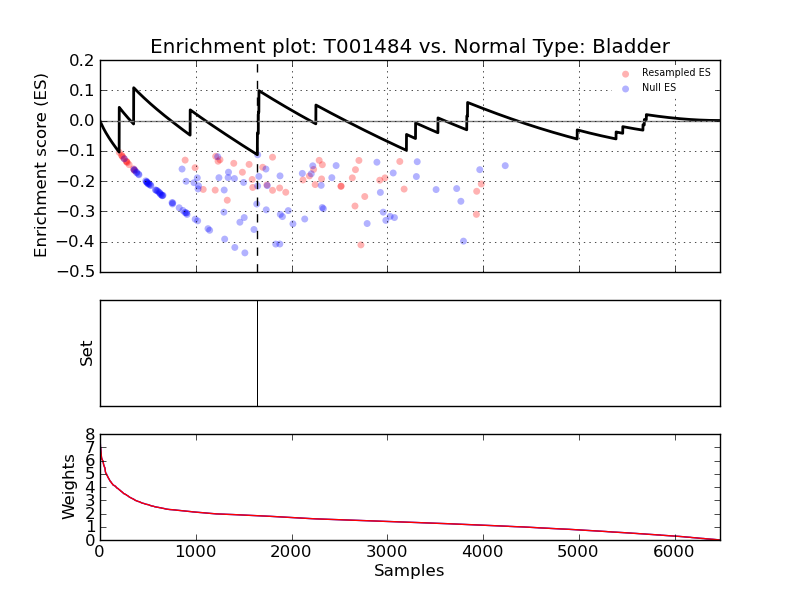 Enrichment plot: T001484 vs. Normal Type: Bladder
Enrichment score (ES)
0.2
0.1
0.0
−0.1
−0.2
−0.3
−0.4
−0.5
Resampled ES
Null ES
Set
Weights
8
7
6
5
4
3
2
1
0
0 1000 2000 3000 4000 5000 6000
Samples